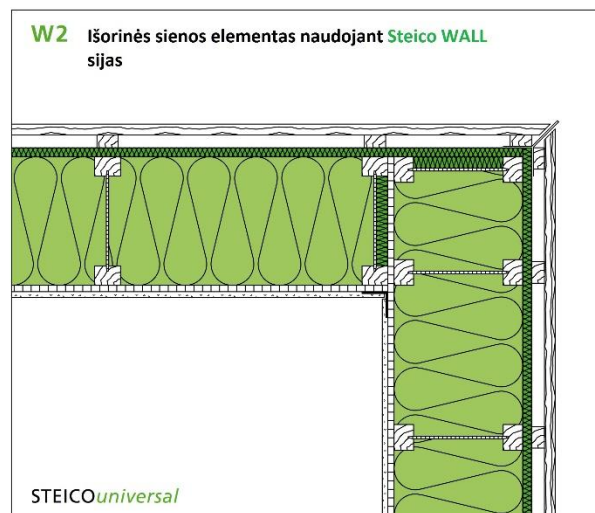 W2 Išorinės sienos elementas naudojant Steico WALL
sijas
STEICOuniversal